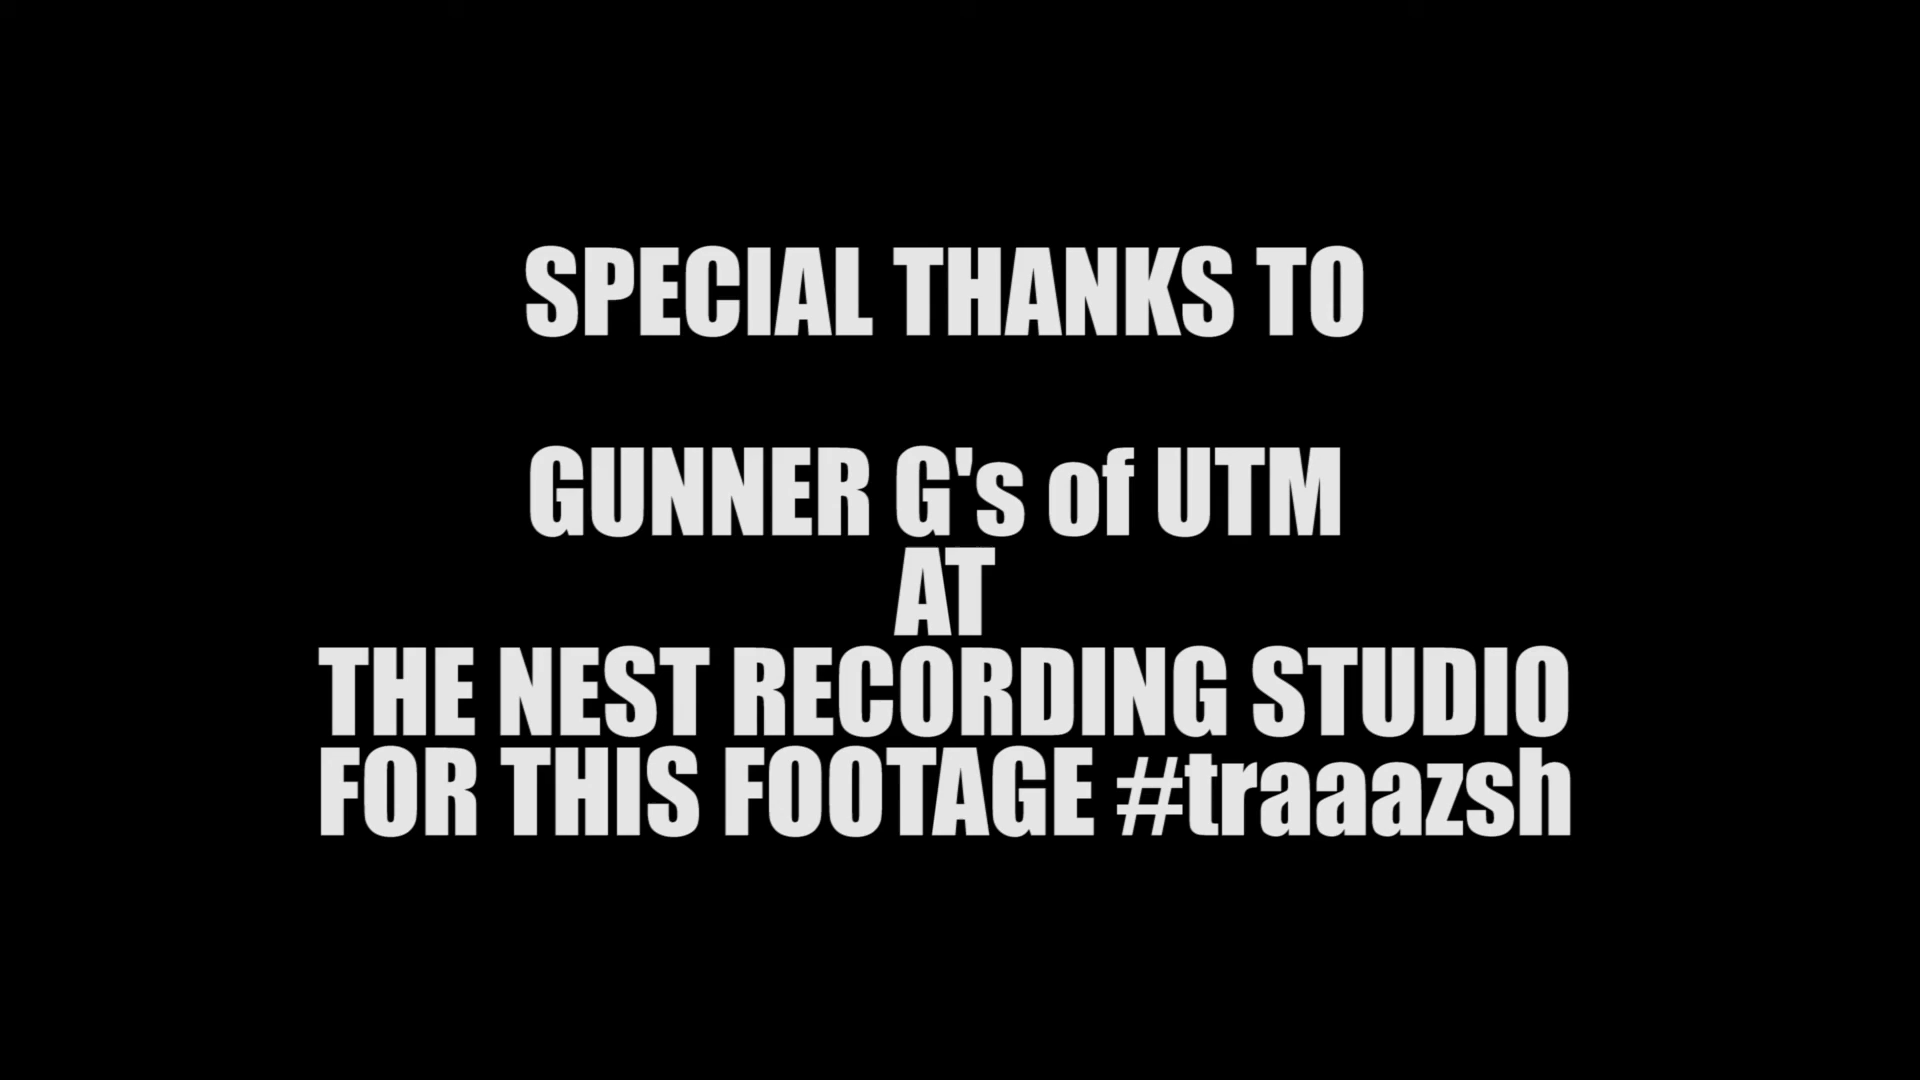 SPECIAL THANKS TO
GUNNER G's of UTM
AT
THE NEST RECORDING STUDIO
FOR THIS FOOTAGE #traaazsh